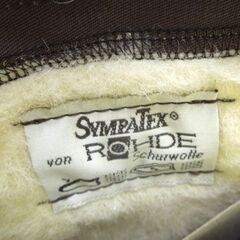 SYMPATEX®
von ROHDE
Schurwolle